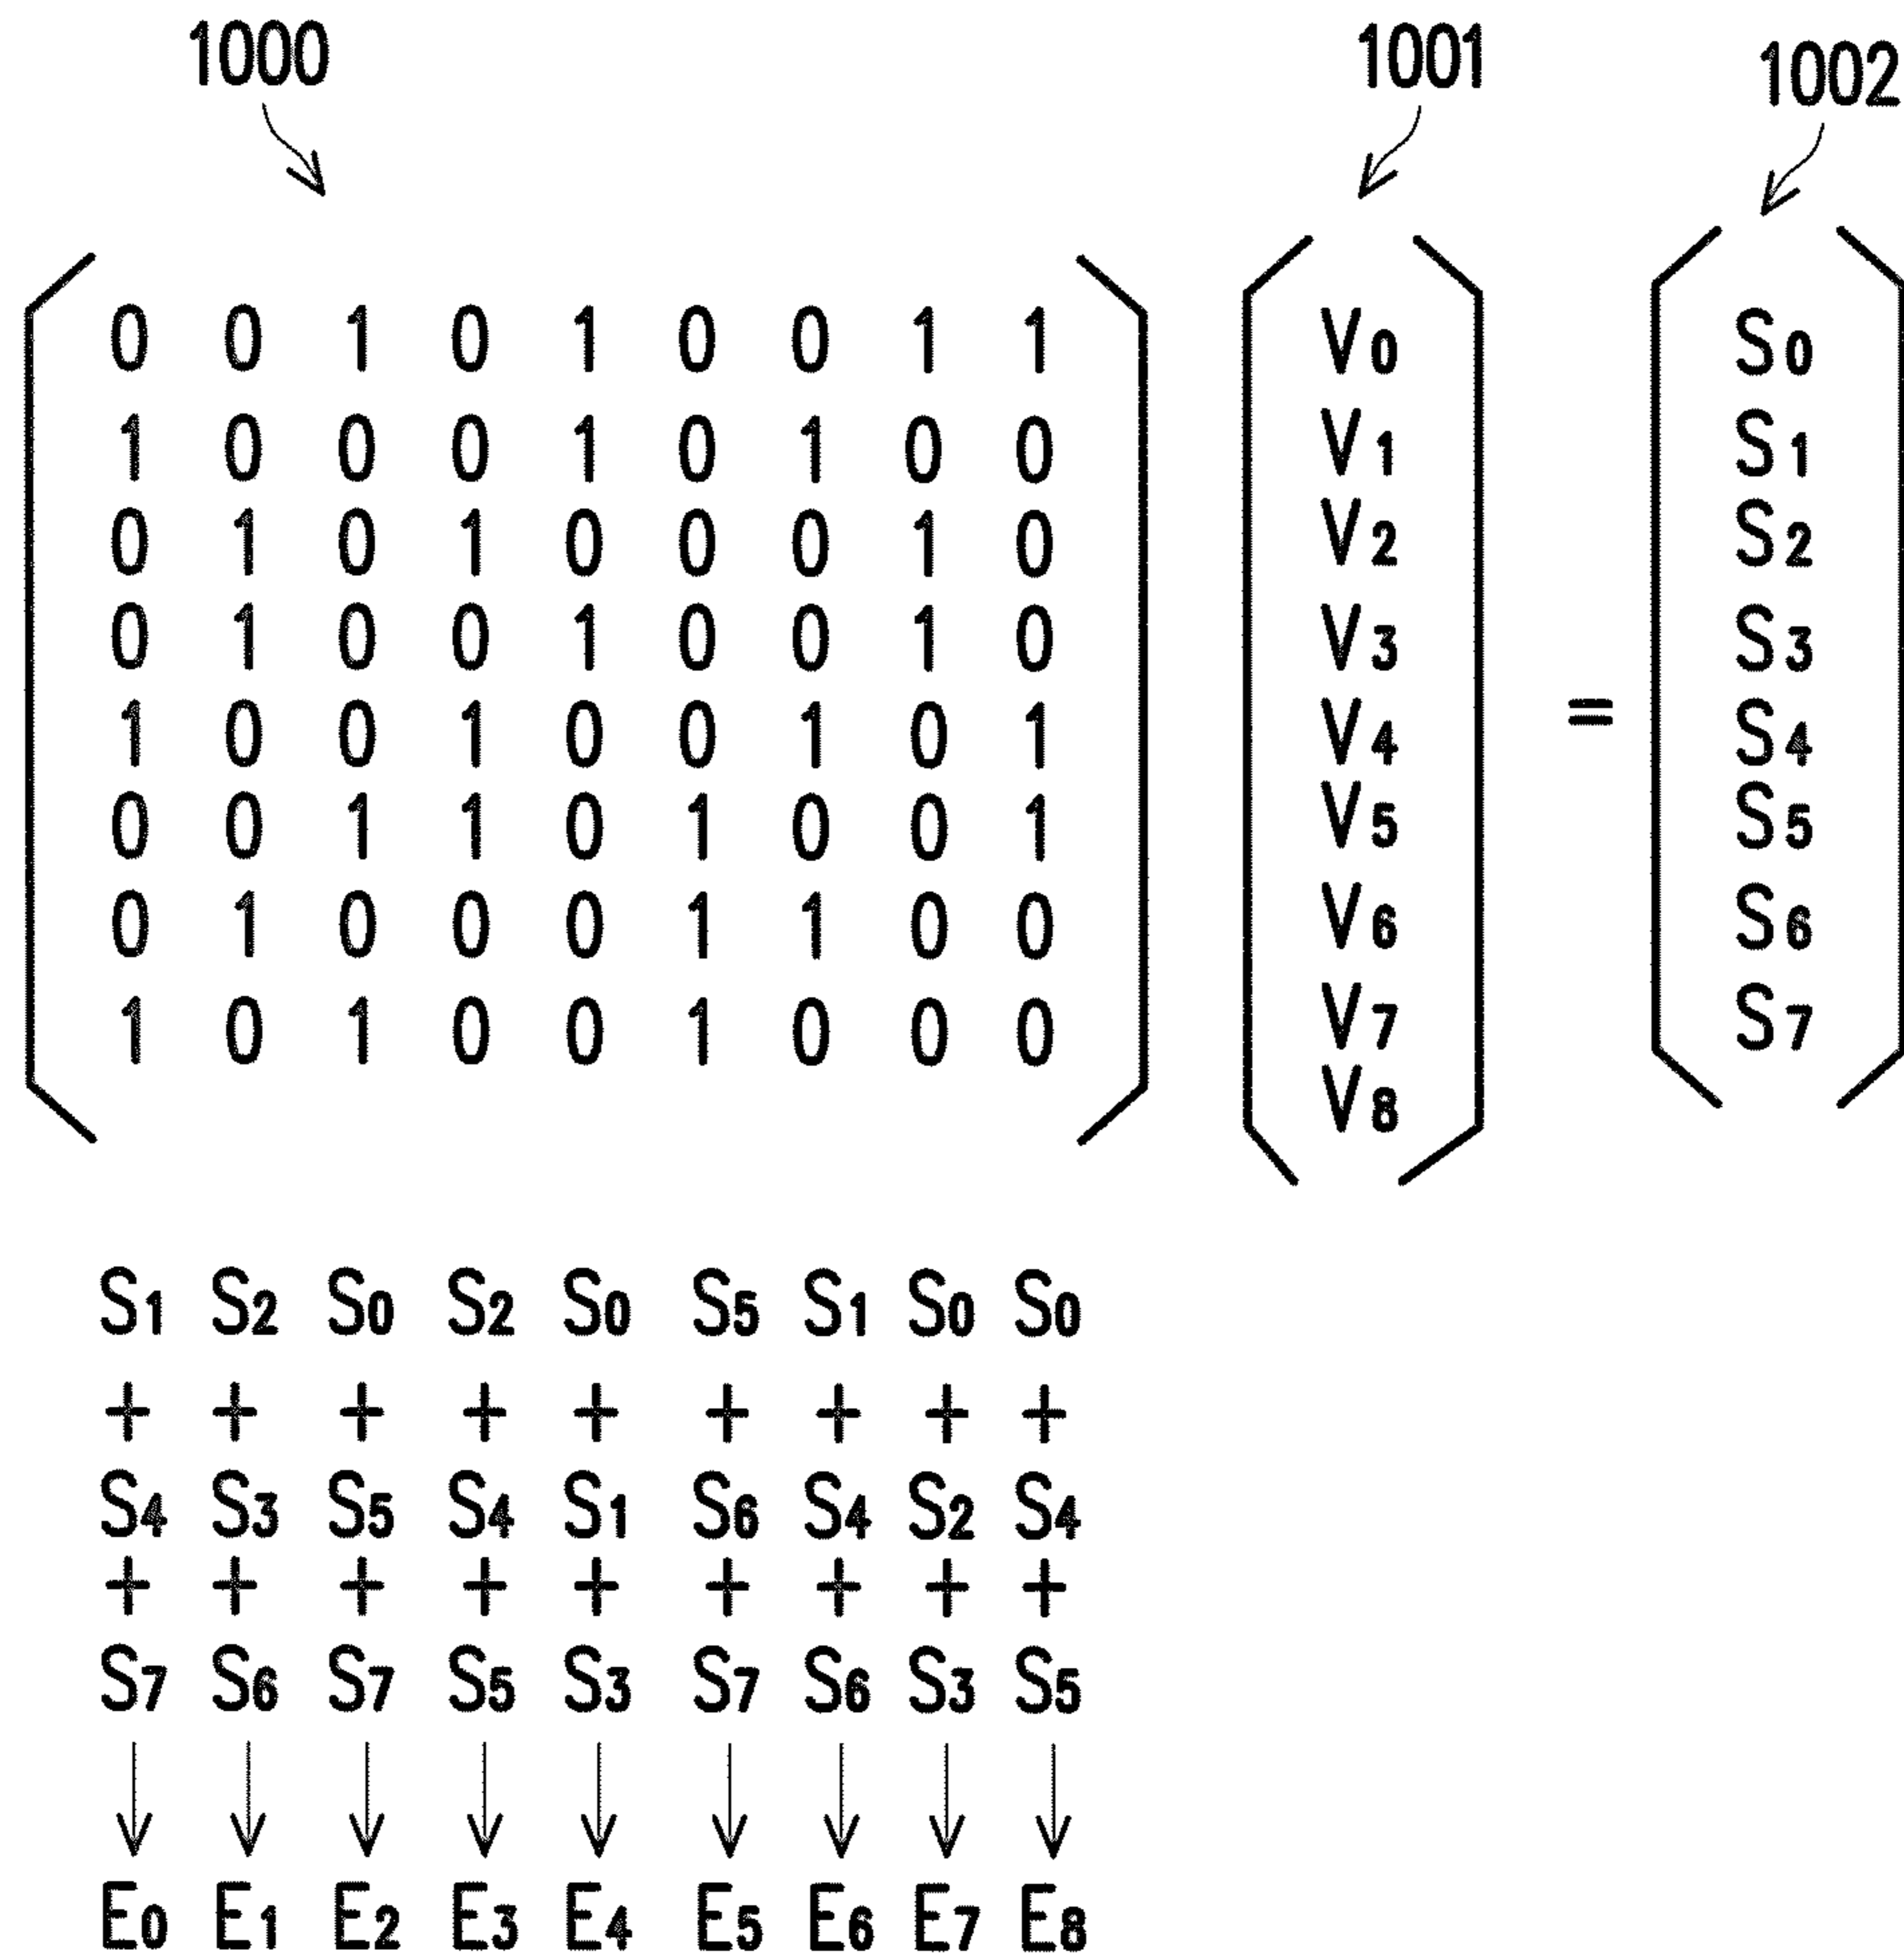 1000 1001 1002
0 0 1 0 1 0 0 1 1 V0 S0
1 0 0 0 1 0 1 0 0 V1 S1
0 1 0 1 0 0 0 1 0 V2 S2
0 1 0 0 1 0 0 1 0 V3 S3
1 0 0 1 0 0 1 0 1 V4 = S4
0 0 1 1 0 1 0 0 1 V5 S5
0 1 0 0 0 1 1 0 0 V6 S6
1 0 1 0 0 1 0 0 0 V7 S7
V8
S1 S2 S0 S2 S0 S5 S1 S0 S0
+ + + + + + + + +
S4 S3 S5 S4 S1 S6 S4 S2 S4
+ + + + + + + + +
S7 S6 S7 S5 S3 S7 S6 S3 S5
E0 E1 E2 E3 E4 E5 E6 E7 E8